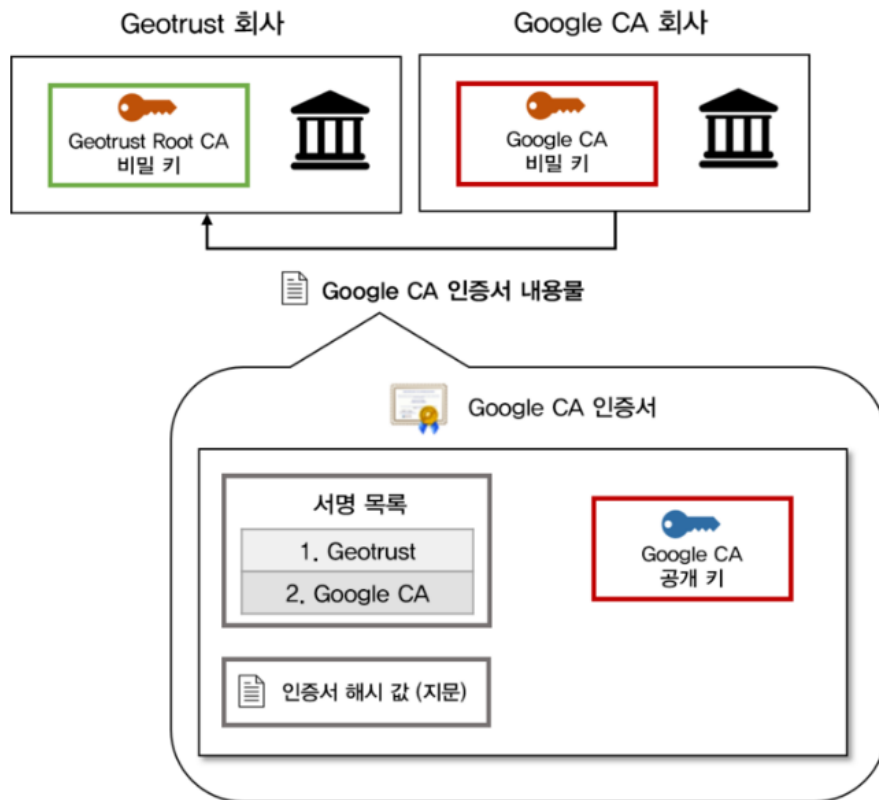 Geotrust 회사
Google CA 회사
Geotrust Root CA
비밀 키
Google CA
비밀 키
Google CA 인증서 내용물
Google CA 인증서
서명 목록
1. Geotrust
2. Google CA
Google CA
공개 키
인증서 해시 값 (지문)